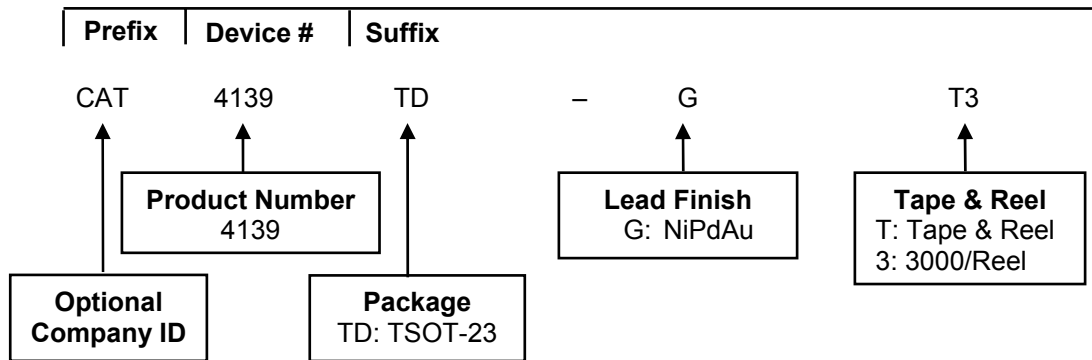 Prefix Device # Suffix
CAT 4139 TD – G T3
Product Number
4139
Lead Finish
G: NiPdAu
Tape & Reel
T: Tape & Reel
3: 3000/Reel
Optional
Company ID
Package
TD: TSOT-23